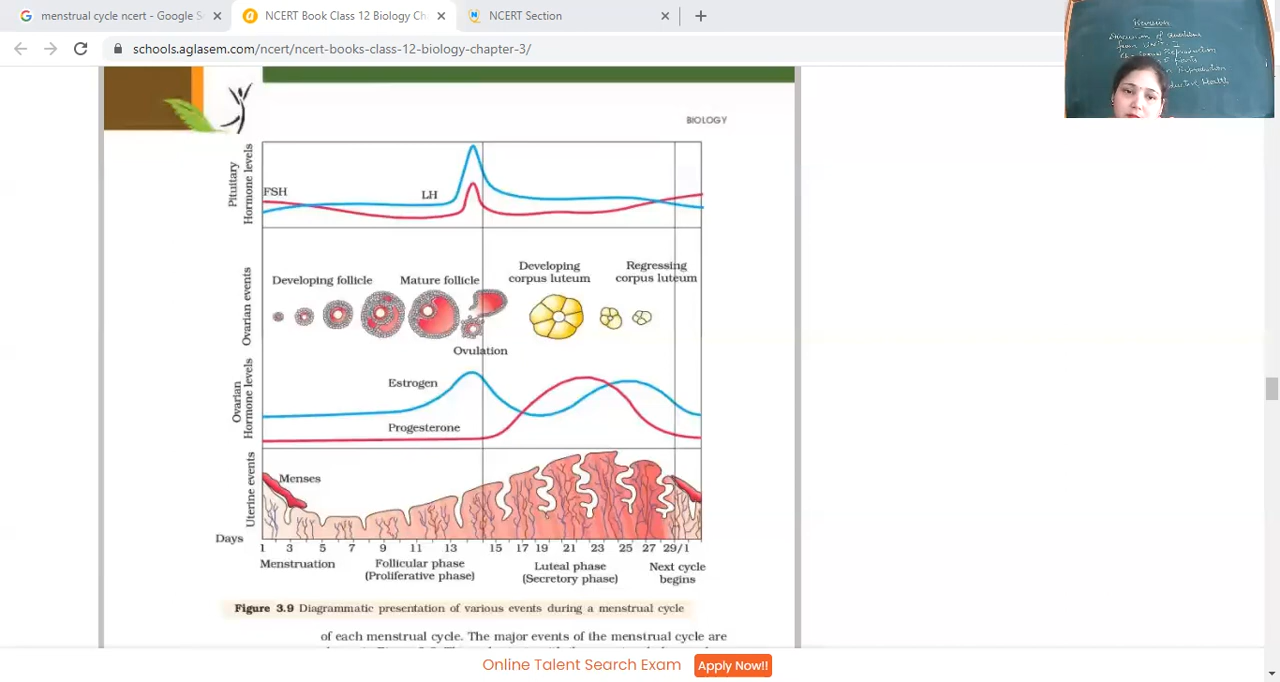 menstrual cycle ncert - Google S
NCERT Book Class 12 Biology Ch
NCERT Section
schools.aglasem.com/ncert/ncert-books-class-12-biology-chapter-3/
Revision
BIOLOGY
Pituitary
Hormone levels
FSH
LH
Ovarian events
Developing follicle
Mature follicle
Developing
corpus luteum
Regressing
corpus luteum
Ovulation
Ovarian
Hormone levels
Estrogen
Progesterone
Uterine events
Menses
Days
1 3 5 7 9 11 13 15 17 19 21 23 25 27 29/1
Menstruation
Follicular phase
(Proliferative phase)
Luteal phase
(Secretory phase)
Next cycle
begins
Figure 3.9 Diagrammatic presentation of various events during a menstrual cycle
of each menstrual cycle. The major events of the menstrual cycle are
Online Talent Search Exam
Apply Now!!